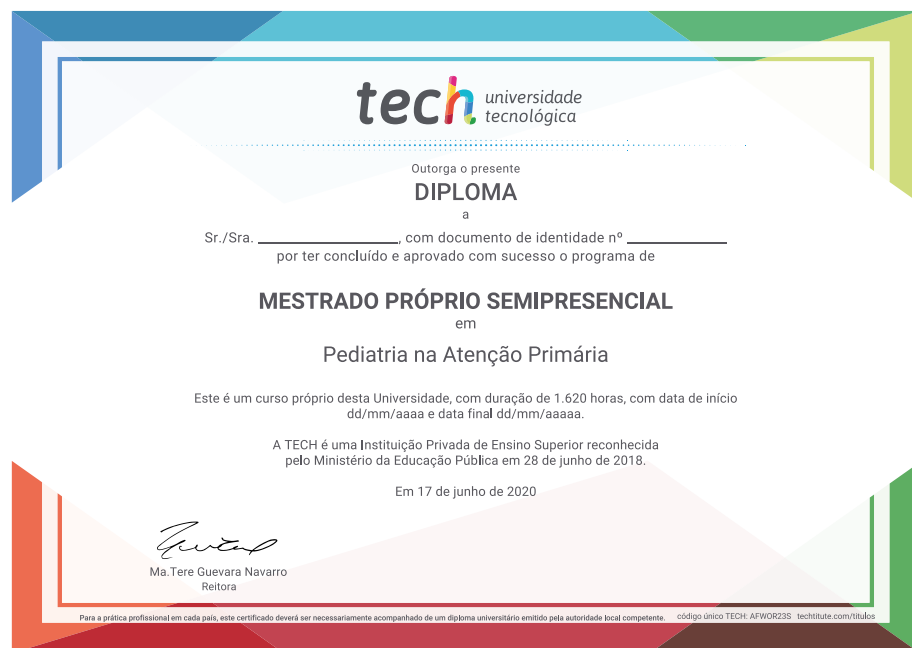 tech universidade
tecnológica
Outorga o presente
DIPLOMA
a
Sr./Sra. ____________________, com documento de identidade nº ______________
por ter concluído e aprovado com sucesso o programa de
MESTRADO PRÓPRIO SEMIPRESENCIAL
em
Pediatria na Atenção Primária
Este é um curso próprio desta Universidade, com duração de 1.620 horas, com data de início
dd/mm/aaaa e data final dd/mm/aaaaa.
A TECH é uma Instituição Privada de Ensino Superior reconhecida
pelo Ministério da Educação Pública em 28 de junho de 2018.
Em 17 de junho de 2020
Ma.Tere Guevara Navarro
Reitora
Para a prática profissional em cada país, este certificado deverá ser necessariamente acompanhado de um diploma universitário emitido pela autoridade local competente. código único TECH: AFWOR23S techtitute.com/titulos